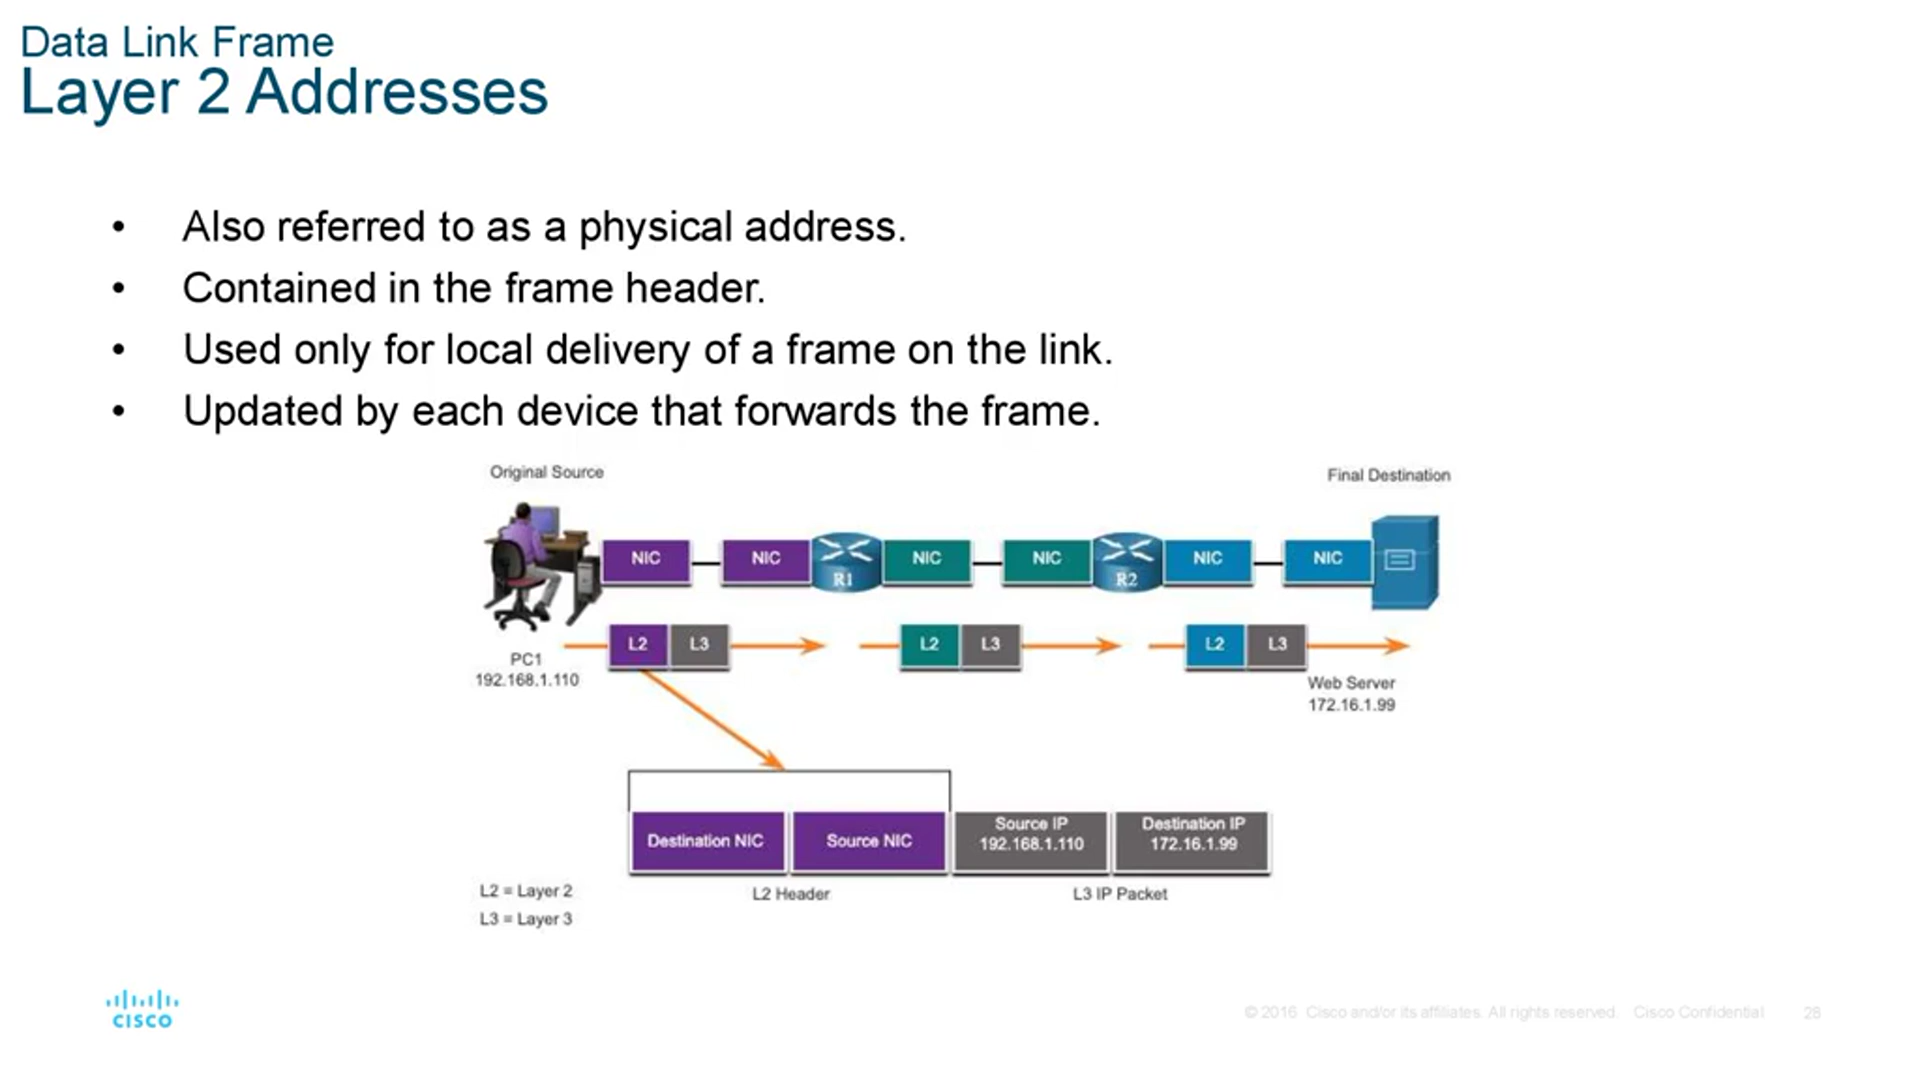 Data Link Frame
Layer 2 Addresses
• Also referred to as a physical address.
• Contained in the frame header.
• Used only for local delivery of a frame on the link.
• Updated by each device that forwards the frame.
Original Source
Final Destination
NIC NIC R1 NIC NIC R2 NIC NIC
L2 L3 L2 L3 L2 L3
PC1
192.168.1.110
Web Server
172.16.1.99
Destination NIC
Source NIC
Source IP
192.168.1.110
Destination IP
172.16.1.99
L2 = Layer 2
L3 = Layer 3
L2 Header
L3 IP Packet
CISCO
© 2016 Cisco and/or its affiliates. All rights reserved. Cisco Confidential 28